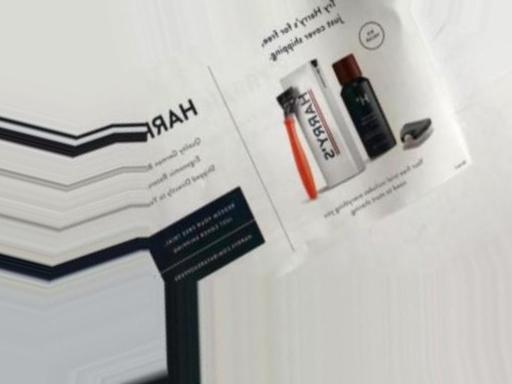 HARR
Quality German
Ergonomic Razor
Shipped Directly to
REDEEM YOUR FREE TRIAL.
JUST COVER SHIPPING.
Try Harry's for free,
just cover shipping.
HARRY'S
H.
Your free trial includes everything you
need to start shaving.